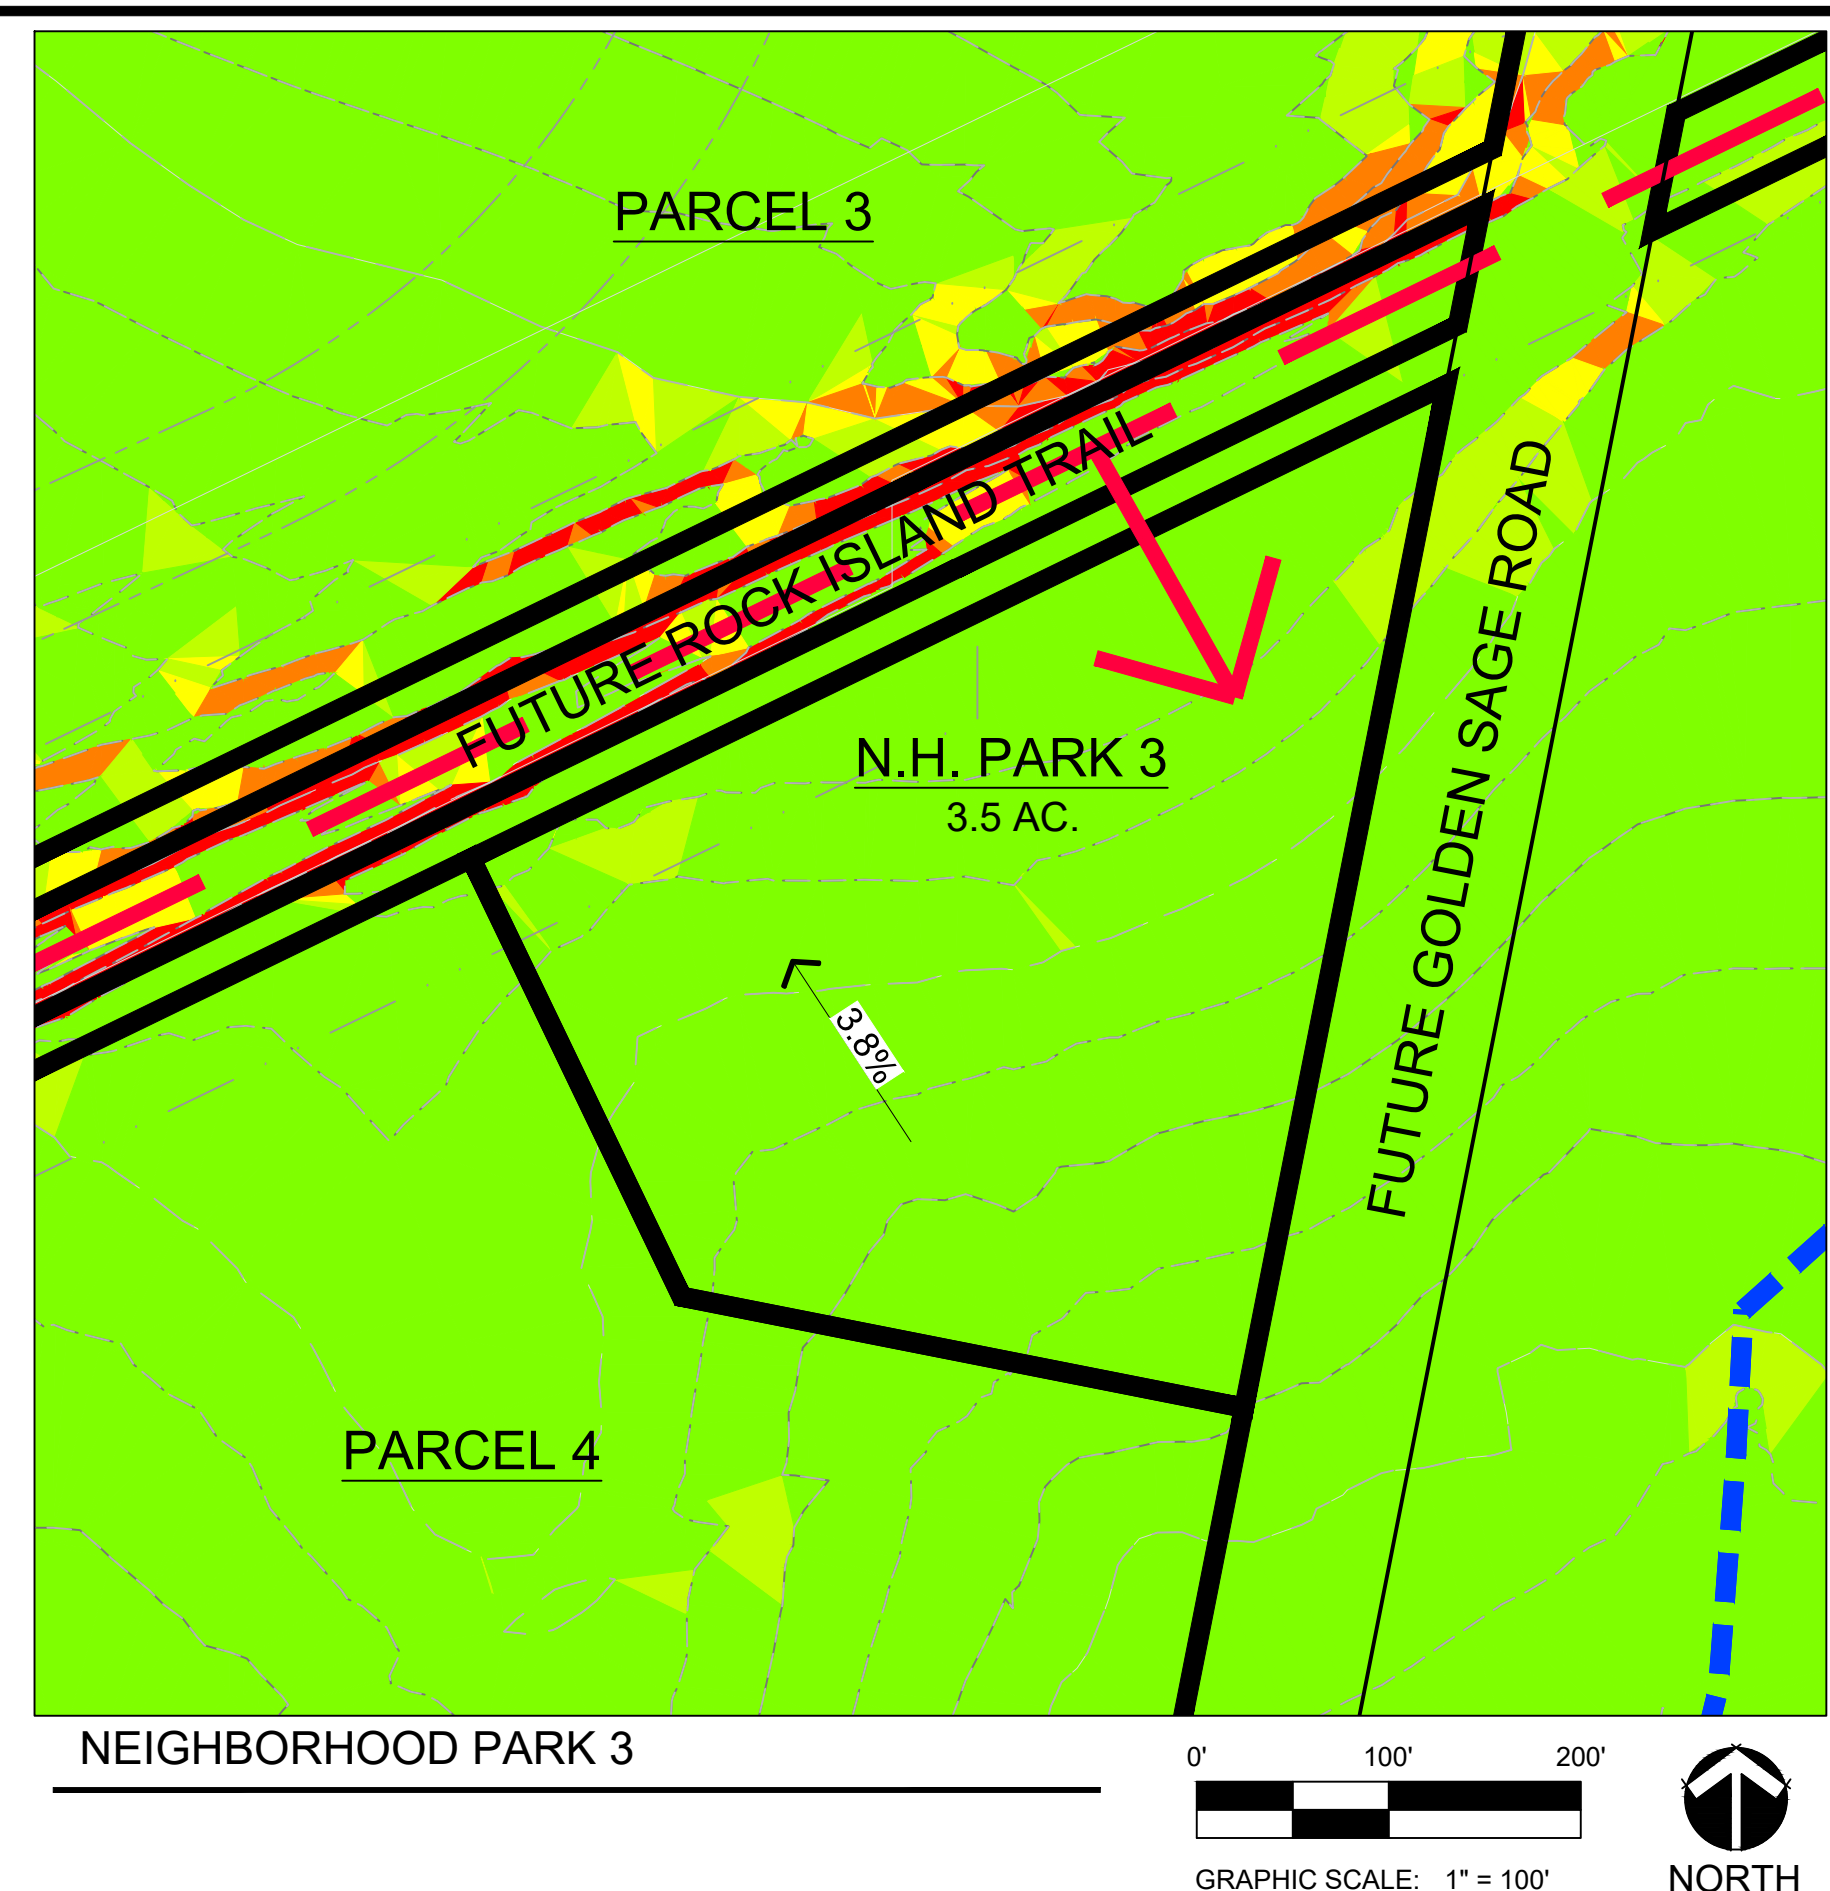 PARCEL 3
FUTURE ROCK ISLAND TRAIL
FUTURE GOLDEN SAGE ROAD
N.H. PARK 3
3.5 AC.
3.8%
PARCEL 4
NEIGHBORHOOD PARK 3
0' 100' 200'
GRAPHIC SCALE: 1" = 100'
NORTH